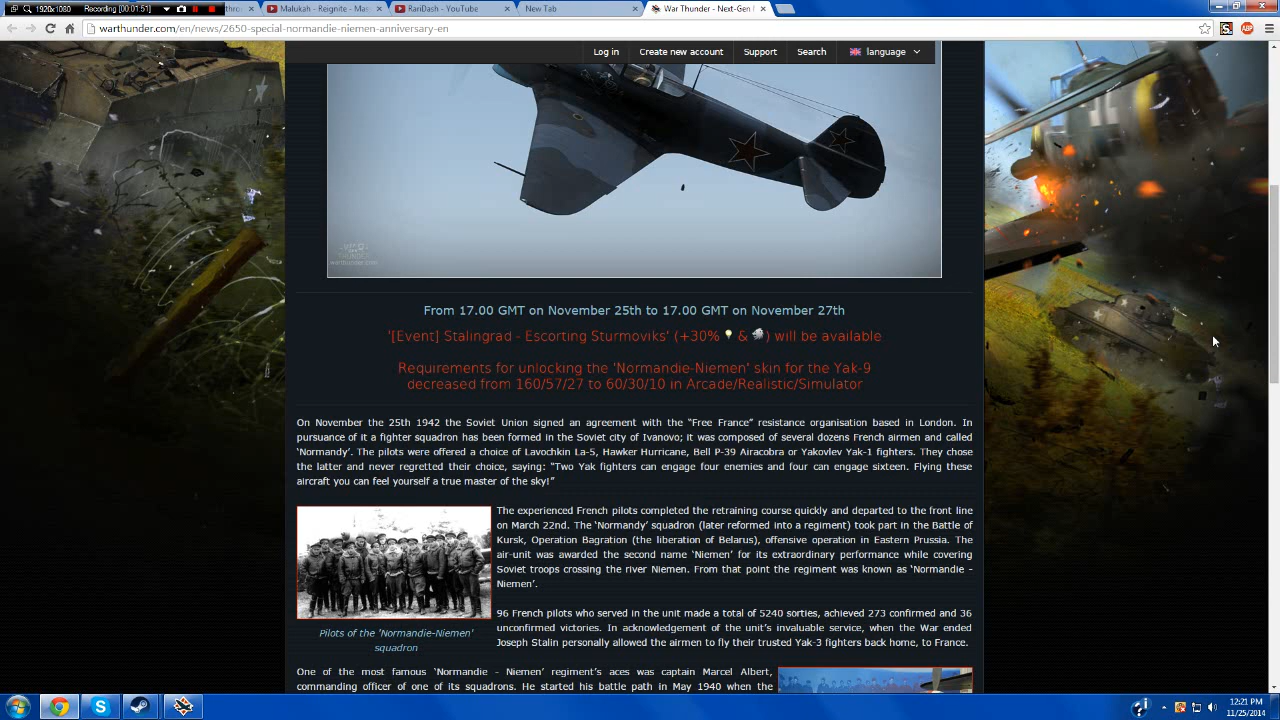 1920x1080 Recording [00:01:51]
Malukah - Reignite - Mas
RariDash - YouTube
New Tab
War Thunder - Next-Gen
warthunder.com/en/news/2650-special-normandie-niemen-anniversary-en
ABP
Log in Create new account Support Search language
THUNDER
warthunder.com
From 17.00 GMT on November 25th to 17.00 GMT on November 27th
'[Event] Stalingrad - Escorting Sturmoviks' (+30% & ) will be available
Requirements for unlocking the 'Normandie-Niemen' skin for the Yak-9
decreased from 160/57/27 to 60/30/10 in Arcade/Realistic/Simulator
On November the 25th 1942 the Soviet Union signed an agreement with the “Free France” resistance organisation based in London. In
pursuance of it a fighter squadron has been formed in the Soviet city of Ivanovo; it was composed of several dozens French airmen and called
‘Normandy’. The pilots were offered a choice of Lavochkin La-5, Hawker Hurricane, Bell P-39 Airacobra or Yakovlev Yak-1 fighters. They chose
the latter and never regretted their choice, saying: “Two Yak fighters can engage four enemies and four can engage sixteen. Flying these
aircraft you can feel yourself a true master of the sky!”
The experienced French pilots completed the retraining course quickly and departed to the front line
on March 22nd. The ‘Normandy’ squadron (later reformed into a regiment) took part in the Battle of
Kursk, Operation Bagration (the liberation of Belarus), offensive operation in Eastern Prussia. The
air-unit was awarded the second name ‘Niemen’ for its extraordinary performance while covering
Soviet troops crossing the river Niemen. From that point the regiment was known as ‘Normandie -
Niemen’.
96 French pilots who served in the unit made a total of 5240 sorties, achieved 273 confirmed and 36
unconfirmed victories. In acknowledgement of the unit’s invaluable service, when the War ended
Joseph Stalin personally allowed the airmen to fly their trusted Yak-3 fighters back home, to France.
Pilots of the 'Normandie-Niemen'
squadron
One of the most famous ‘Normandie - Niemen’ regiment’s aces was captain Marcel Albert,
commanding officer of one of its squadrons. He started his battle path in May 1940 when the
12:21 PM
11/25/2014